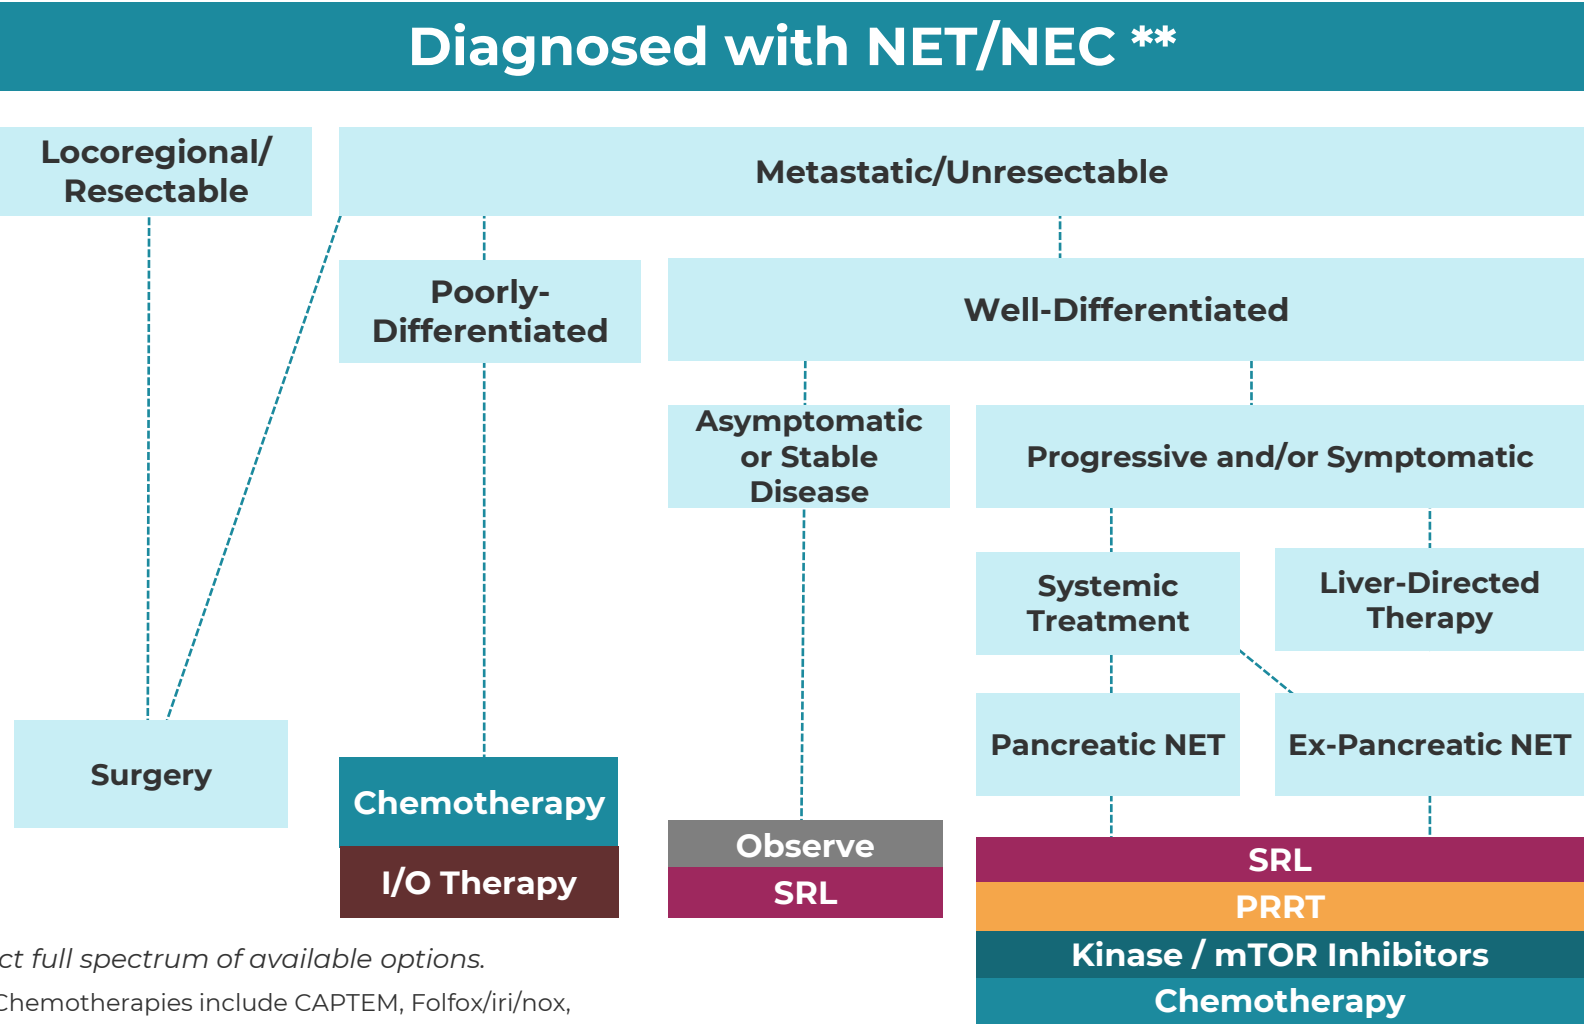 Diagnosed with NET/NEC **
Locoregional/
Resectable
Metastatic/Unresectable
Poorly-
Differentiated
Well-Differentiated
Asymptomatic
or Stable
Disease
Progressive and/or Symptomatic
Systemic
Treatment
Liver-Directed
Therapy
Surgery
Pancreatic NET
Ex-Pancreatic NET
Chemotherapy
I/O Therapy
Observe
SRL
SRL
PRRT
Kinase / mTOR Inhibitors
Chemotherapy
full spectrum of available options.
Chemotherapies include CAPTEM, Folfox/iri/nox,